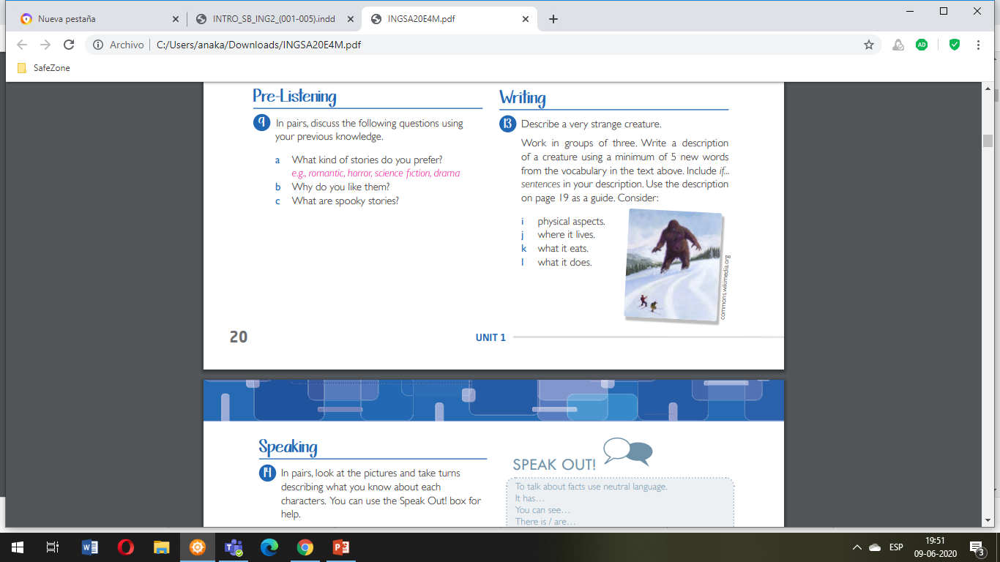 Nueva pestaña
INTRO_SB_ING2_(001-005).indd
INGSA20E4M.pdf
Archivo
C:/Users/anaka/Downloads/INGSA20E4M.pdf
AD
SafeZone
Pre-Listening
9 In pairs, discuss the following questions using
your previous knowledge.
a What kind of stories do you prefer?
e.g., romantic, horror, science fiction, drama
b Why do you like them?
c What are spooky stories?
Writing
13 Describe a very strange creature.
Work in groups of three. Write a description
of a creature using a minimum of 5 new words
from the vocabulary in the text above. Include if...
sentences in your description. Use the description
on page 19 as a guide. Consider:
i physical aspects.
j where it lives.
k what it eats.
l what it does.
commons.wikimedia.org
20
UNIT 1
Speaking
14 In pairs, look at the pictures and take turns
describing what you know about each
characters. You can use the Speak Out! box for
help.
SPEAK OUT!
To talk about facts use neutral language.
It has…
You can see…
There is / are…
ESP
19:51
09-06-2020
3